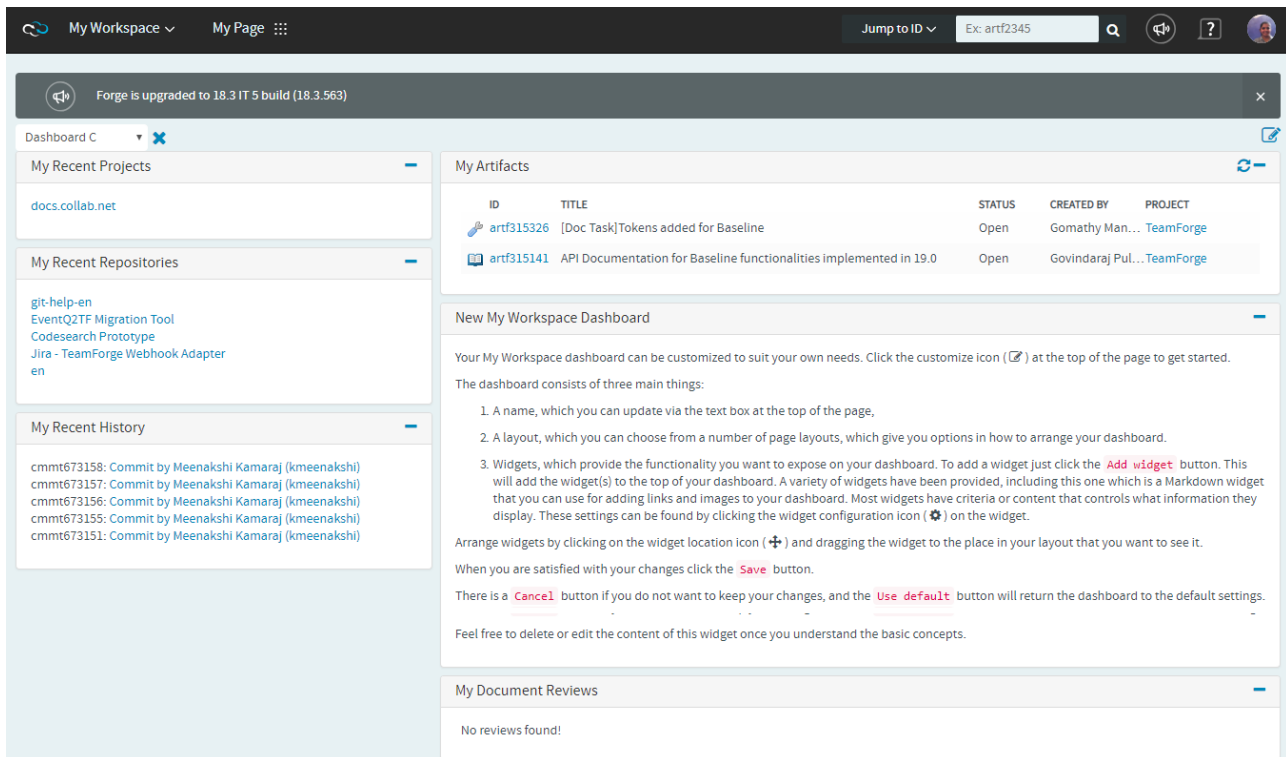 My Workspace
My Page
Jump to ID
Ex: artf2345
?
Forge is upgraded to 18.3 IT 5 build (18.3.563)
Dashboard C
My Recent Projects
docs.collab.net
My Recent Repositories
git-help-en
EventQ2TF Migration Tool
Codesearch Prototype
Jira - TeamForge Webhook Adapter
en
My Recent History
cmmt673158: Commit by Meenakshi Kamaraj (kmeenakshi)
cmmt673157: Commit by Meenakshi Kamaraj (kmeenakshi)
cmmt673156: Commit by Meenakshi Kamaraj (kmeenakshi)
cmmt673155: Commit by Meenakshi Kamaraj (kmeenakshi)
cmmt673151: Commit by Meenakshi Kamaraj (kmeenakshi)
My Artifacts
ID TITLE STATUS CREATED BY PROJECT
artf315326 [Doc Task]Tokens added for Baseline Open Gomathy Man... TeamForge
artf315141 API Documentation for Baseline functionalities implemented in 19.0 Open Govindaraj Pul... TeamForge
New My Workspace Dashboard
Your My Workspace dashboard can be customized to suit your own needs. Click the customize icon ( ) at the top of the page to get started.
The dashboard consists of three main things:
1. A name, which you can update via the text box at the top of the page,
2. A layout, which you can choose from a number of page layouts, which give you options in how to arrange your dashboard.
3. Widgets, which provide the functionality you want to expose on your dashboard. To add a widget just click the Add widget button. This
will add the widget(s) to the top of your dashboard. A variety of widgets have been provided, including this one which is a Markdown widget
that you can use for adding links and images to your dashboard. Most widgets have criteria or content that controls what information they
display. These settings can be found by clicking the widget configuration icon ( ) on the widget.
Arrange widgets by clicking on the widget location icon ( ) and dragging the widget to the place in your layout that you want to see it.
When you are satisfied with your changes click the Save button.
There is a Cancel button if you do not want to keep your changes, and the Use default button will return the dashboard to the default settings.
Feel free to delete or edit the content of this widget once you understand the basic concepts.
My Document Reviews
No reviews found!